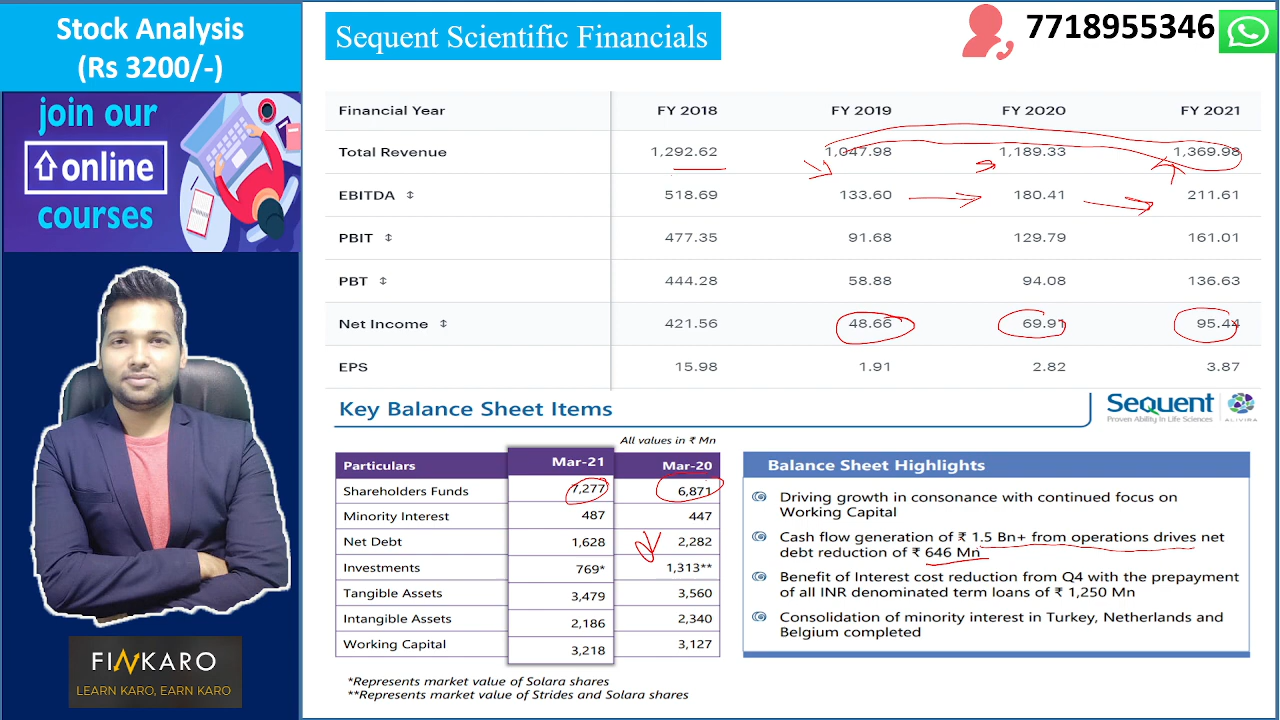 Stock Analysis
(Rs 3200/-)
join our
online
courses
FINKARO
LEARN KARO, EARN KARO
Sequent Scientific Financials
7718955346
Financial Year FY 2018 FY 2019 FY 2020 FY 2021
Total Revenue 1,292.62 1,047.98 1,189.33 1,369.98
EBITDA 518.69 133.60 180.41 211.61
PBIT 477.35 91.68 129.79 161.01
PBT 444.28 58.88 94.08 136.63
Net Income 421.56 48.66 69.91 95.44
EPS 15.98 1.91 2.82 3.87
Key Balance Sheet Items
Sequent
Proven Ability In Life Sciences
ALIVIRA
All values in ₹ Mn
Particulars Mar-21 Mar-20
Shareholders Funds 7,277 6,871
Minority Interest 487 447
Net Debt 1,628 2,282
Investments 769* 1,313**
Tangible Assets 3,479 3,560
Intangible Assets 2,186 2,340
Working Capital 3,218 3,127
*Represents market value of Solara shares
**Represents market value of Strides and Solara shares
Balance Sheet Highlights
Driving growth in consonance with continued focus on
Working Capital
Cash flow generation of ₹ 1.5 Bn+ from operations drives net
debt reduction of ₹ 646 Mn
Benefit of Interest cost reduction from Q4 with the prepayment
of all INR denominated term loans of ₹ 1,250 Mn
Consolidation of minority interest in Turkey, Netherlands and
Belgium completed